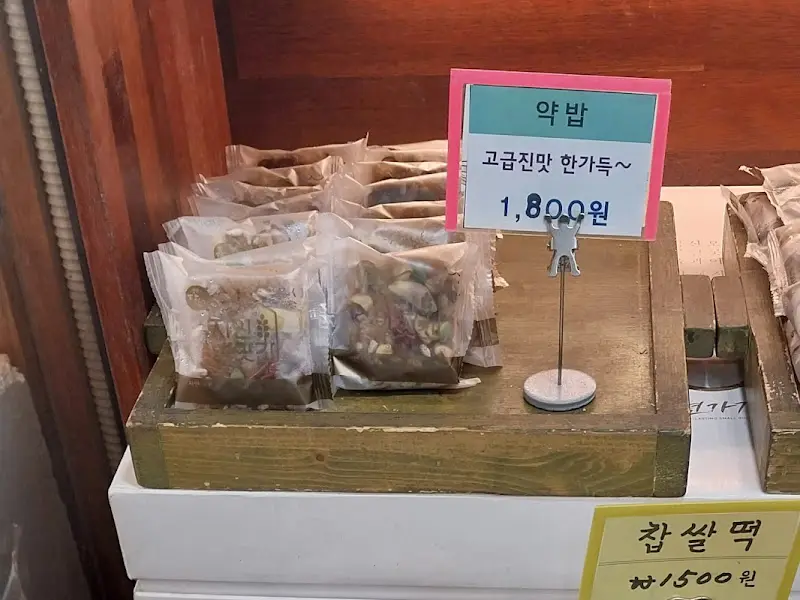 약밥
고급진맛 한가득~
1,800원
찹쌀떡
₩1500원